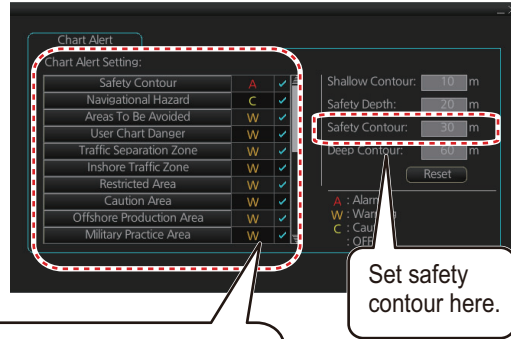 Chart Alert
Chart Alert Setting:
Safety Contour A
Navigational Hazard C
Areas To Be Avoided W
User Chart Danger W
Traffic Separation Zone W
Inshore Traffic Zone W
Restricted Area W
Caution Area W
Offshore Production Area W
Military Practice Area W
Shallow Contour: 10 m
Safety Depth: 20 m
Safety Contour: 30 m
Deep Contour: 60 m
Reset
A : Alarm
W :
C :
:
Set safety
contour here.